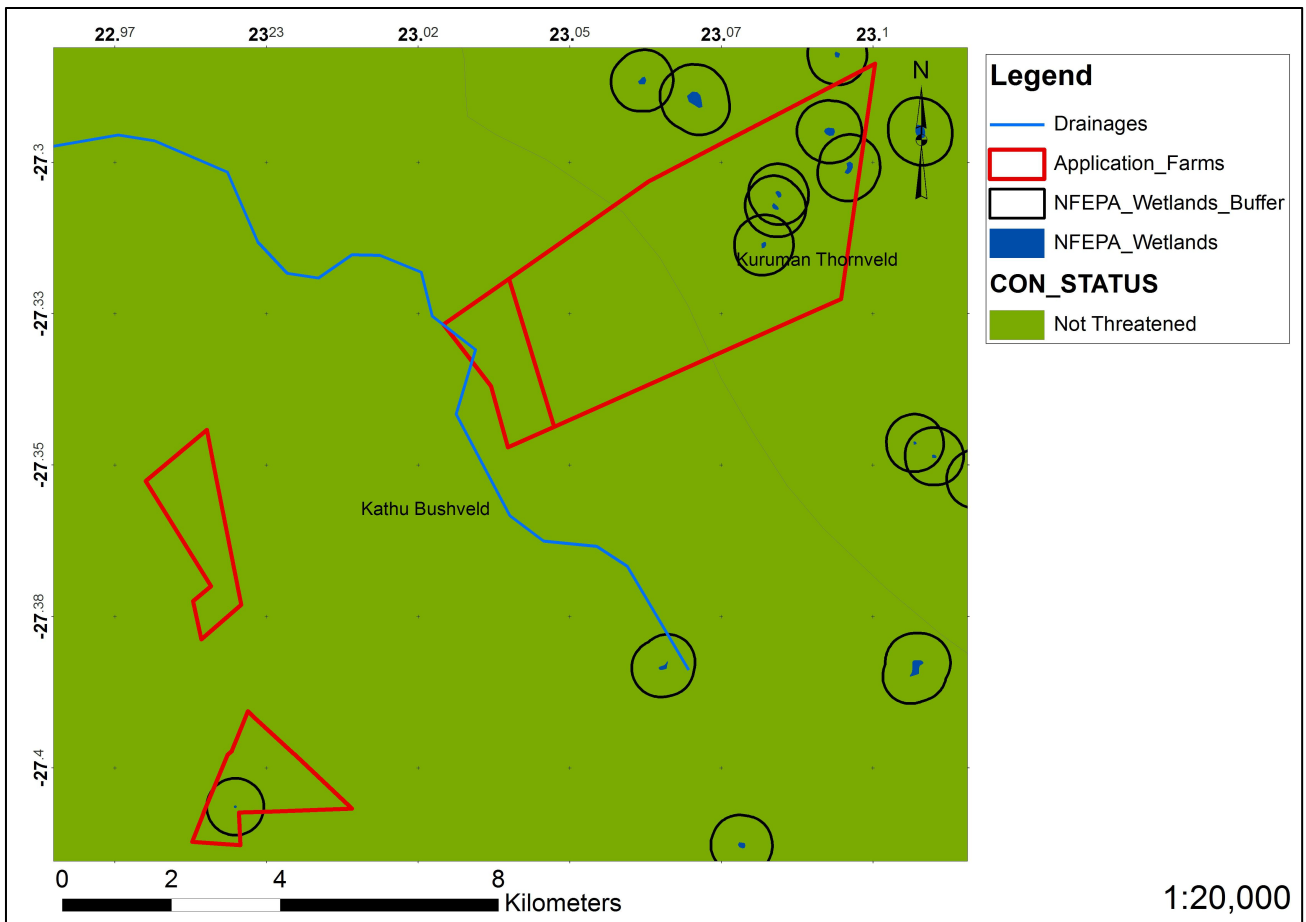 22.97 23 23 23.02 23.05 23.07 23.1
N
-27.3
-27.33
-27.35
-27.38
-27.4
Kuruman Thornveld
Kathu Bushveld
Legend
Drainages
Application_Farms
NFEPA_Wetlands_Buffer
NFEPA_Wetlands
CON_STATUS
Not Threatened
0 2 4 8
Kilometers
1:20,000